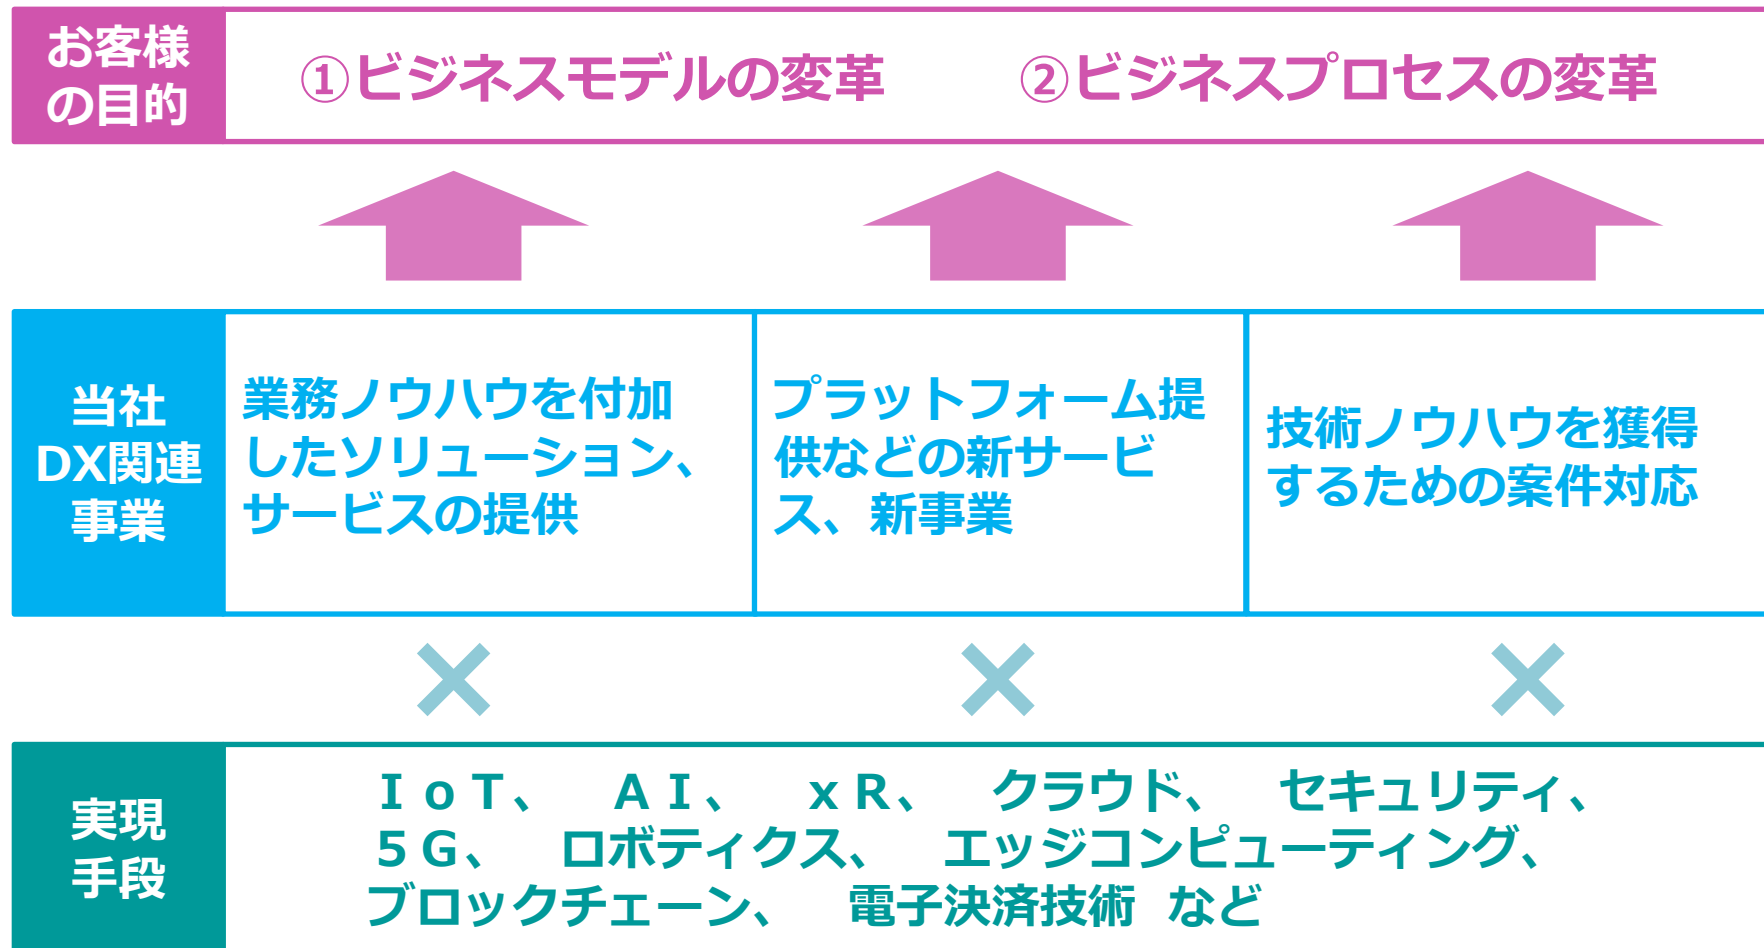 お客様
の目的
①ビジネスモデルの変革　②ビジネスプロセスの変革
当社
DX関連
事業
業務ノウハウを付加
したソリューション、
サービスの提供
プラットフォーム提
供などの新サービ
ス、新事業
技術ノウハウを獲得
するための案件対応
実現
手段
ＩｏＴ、　ＡＩ、　ｘＲ、　クラウド、　セキュリティ、
５Ｇ、　ロボティクス、　エッジコンピューティング、
ブロックチェーン、　電子決済技術 など